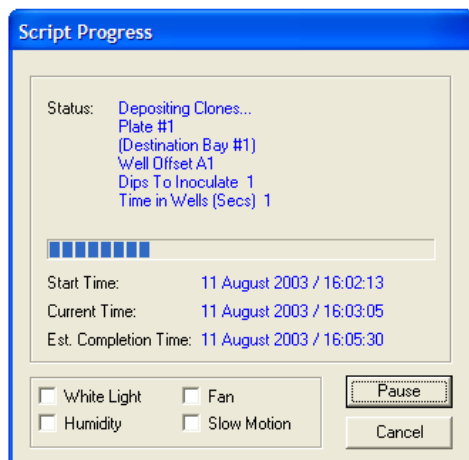 Script Progress
Status: Depositing Clones...
Plate #1
(Destination Bay #1)
Well Offset A1
Dips To Inoculate 1
Time in Wells (Secs) 1
Start Time: 11 August 2003 / 16:02:13
Current Time: 11 August 2003 / 16:03:05
Est. Completion Time: 11 August 2003 / 16:05:30
White Light Fan Pause
Humidity Slow Motion Cancel